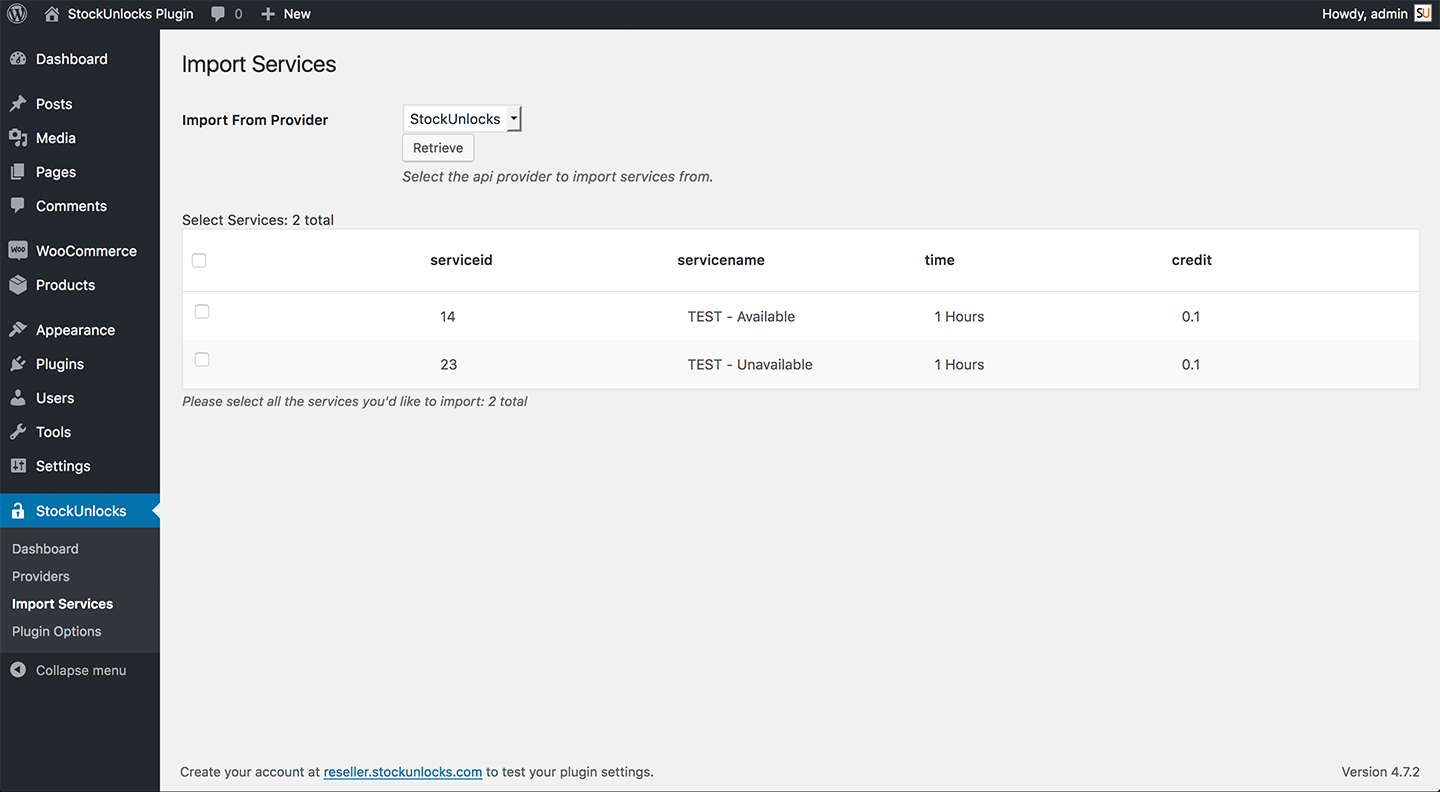 StockUnlocks Plugin 0 New Howdy, admin SU
Dashboard
Posts
Media
Pages
Comments
WOO WooCommerce
Products
Appearance
Plugins
Users
Tools
Settings
StockUnlocks
Dashboard
Providers
Import Services
Plugin Options
Collapse menu
Import Services
Import From Provider StockUnlocks
Retrieve
Select the api provider to import services from.
Select Services: 2 total
serviceid servicename time credit
14 TEST - Available 1 Hours 0.1
23 TEST - Unavailable 1 Hours 0.1
Please select all the services you'd like to import: 2 total
Create your account at reseller.stockunlocks.com to test your plugin settings. Version 4.7.2